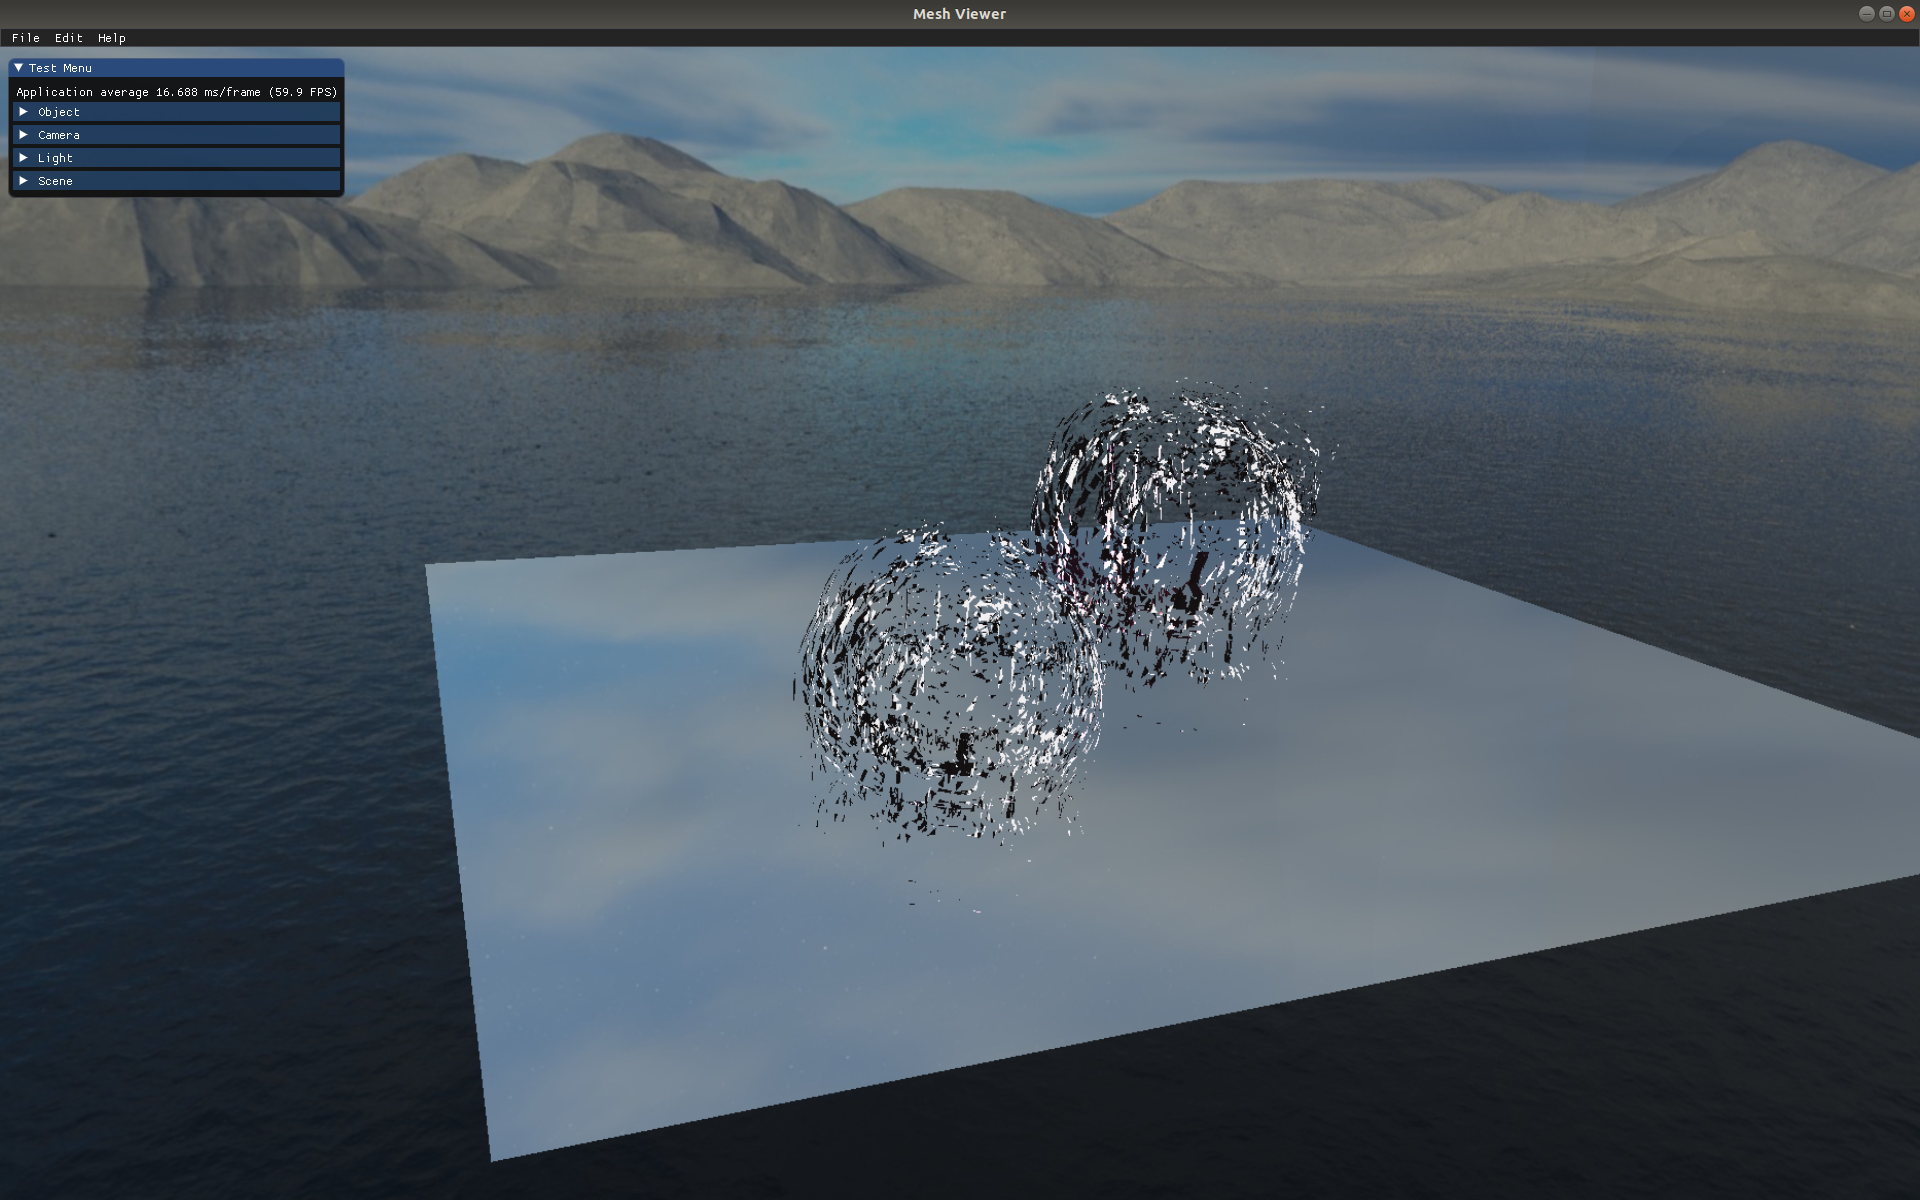 Mesh Viewer
File Edit Help
Test Menu
Application average 16.688 ms/frame (59.9 FPS)
Object
Camera
Light
Scene